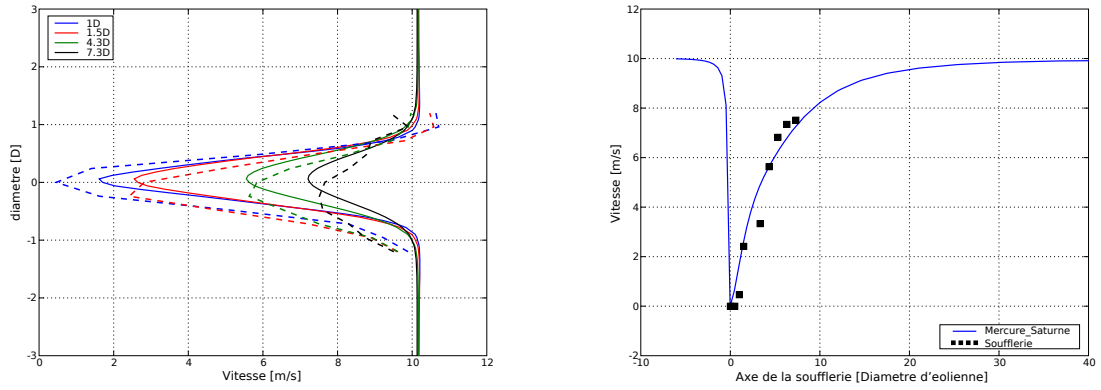 1D
1.5D
4.3D
7.3D
3
2
1
0
-1
-2
-3
0
2
4
6
8
10
12
diametre [D]
Vitesse [m/s]
12
10
8
6
4
2
0
-2
-10
0
10
20
30
40
Vitesse [m/s]
Axe de la soufflerie [Diametre d'eolienne]
Mercure_Saturne
Soufflerie